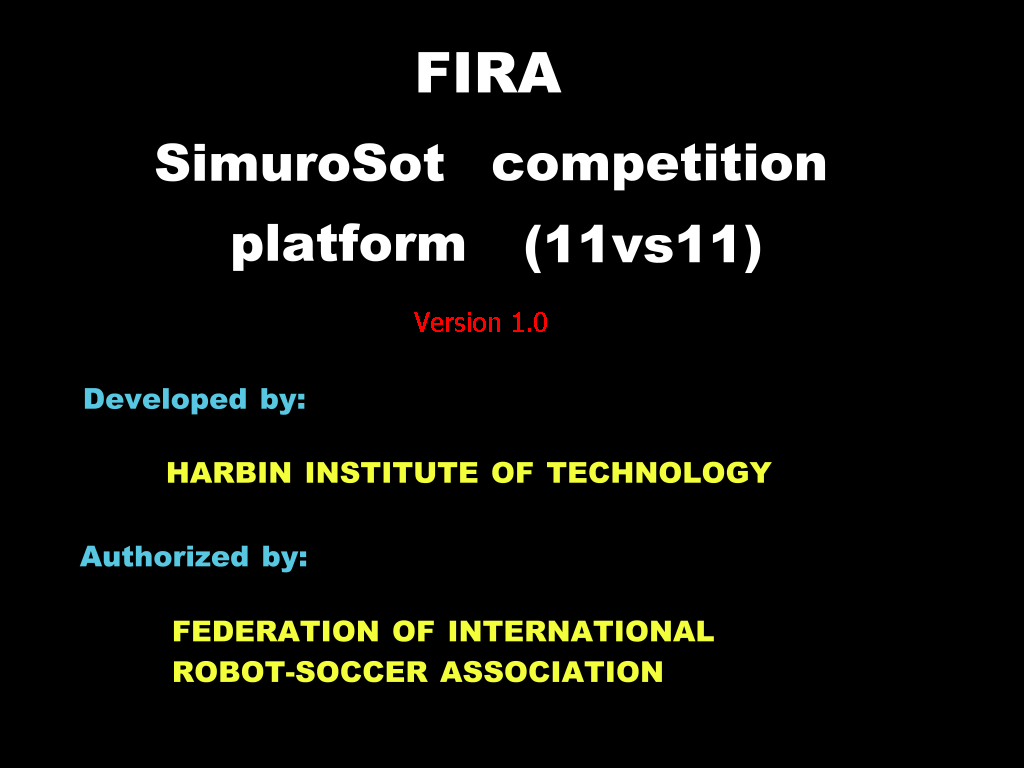 FIRA
SimuroSot competition
platform (11vs11)
Version 1.0
Developed by:
HARBIN INSTITUTE OF TECHNOLOGY
Authorized by:
FEDERATION OF INTERNATIONAL
ROBOT-SOCCER ASSOCIATION